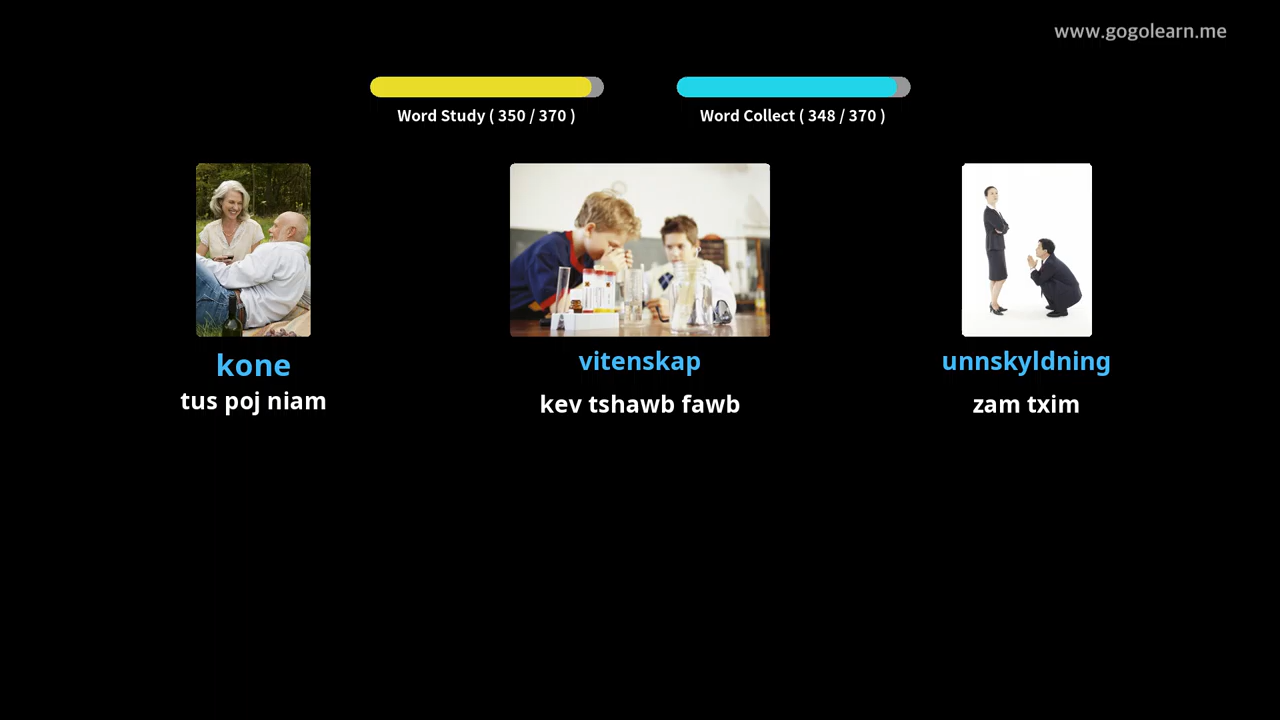 www.gogolearn.me
Word Study ( 350 / 370 )
Word Collect ( 348 / 370 )
kone
tus poj niam
vitenskap
kev tshawb fawb
unnskyldning
zam txim